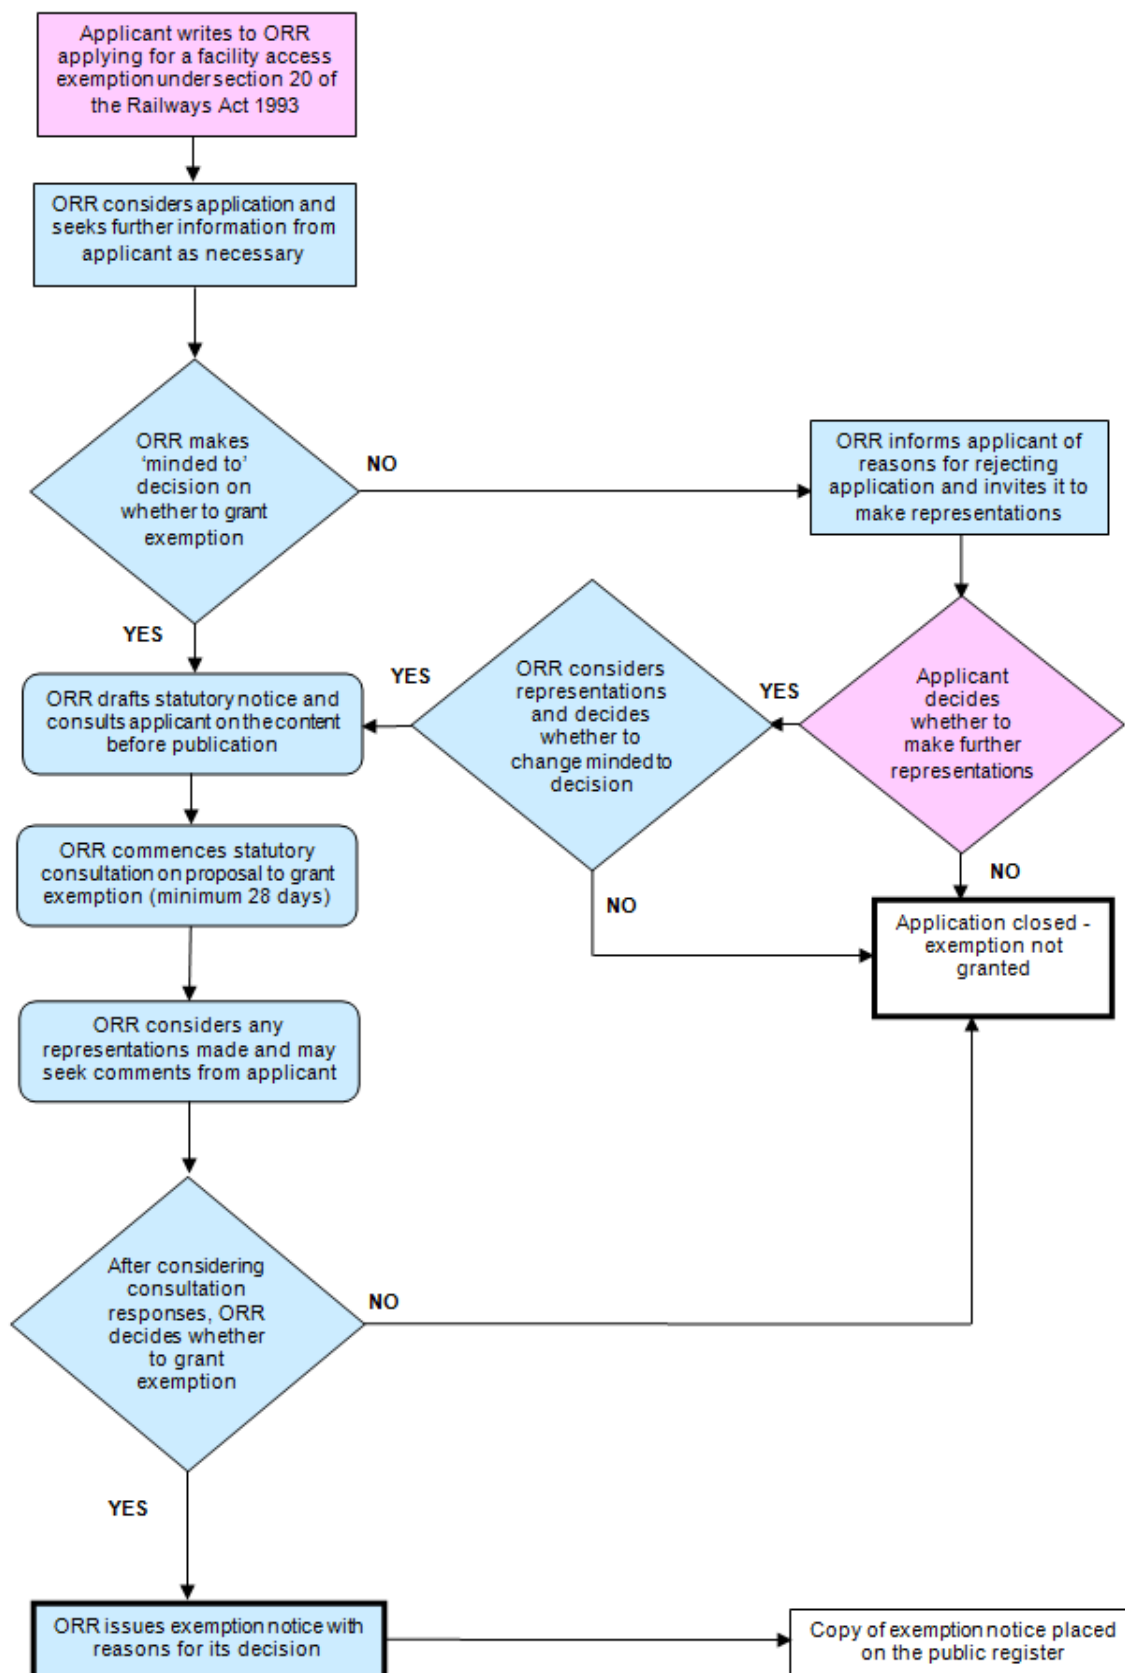 Applicant writes to ORR
applying for a facility access
exemption under section 20 of
the Railways Act 1993
ORR considers application and
seeks further information from
applicant as necessary
ORR makes
‘minded to’
decision on
whether to grant
exemption
NO
ORR informs applicant of
reasons for rejecting
application and invites it to
make representations
YES
ORR drafts statutory notice and
consults applicant on the content
before publication
YES
ORR considers
representations
and decides
whether to
change minded to
decision
YES
Applicant
decides
whether to
make further
representations
ORR commences statutory
consultation on proposal to grant
exemption (minimum 28 days)
NO
NO
Application closed -
exemption not
granted
ORR considers any
representations made and may
seek comments from applicant
After considering
consultation
responses, ORR
decides whether
to grant
exemption
NO
YES
ORR issues exemption notice with
reasons for its decision
Copy of exemption notice placed
on the public register